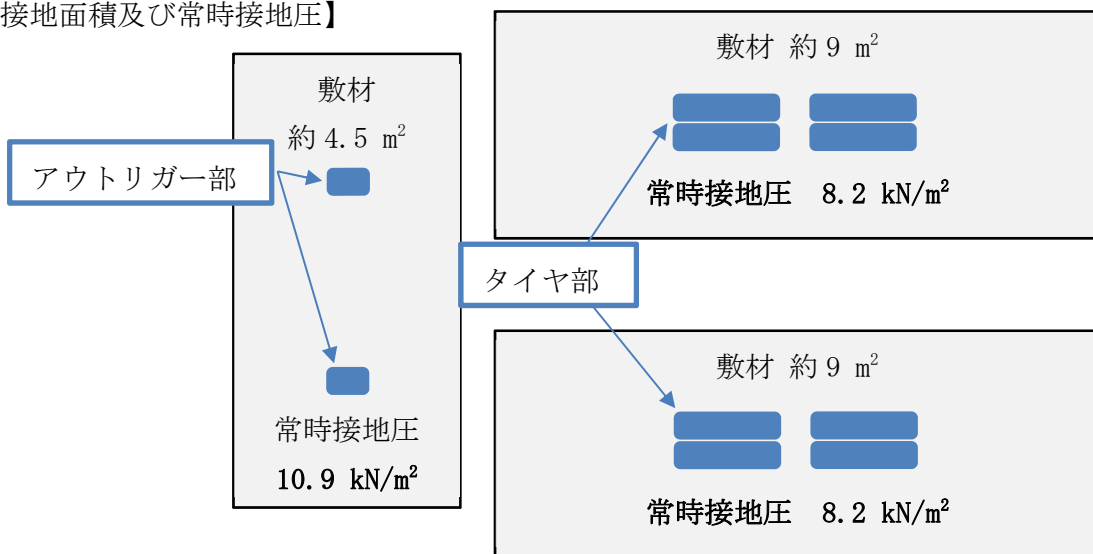 接地面積及び常時接地圧】
敷材
約 4.5 m²
アウトリガー部
常時接地圧
10.9 kN/m²
敷材 約 9 m²
常時接地圧 8.2 kN/m²
タイヤ部
敷材 約 9 m²
常時接地圧 8.2 kN/m²